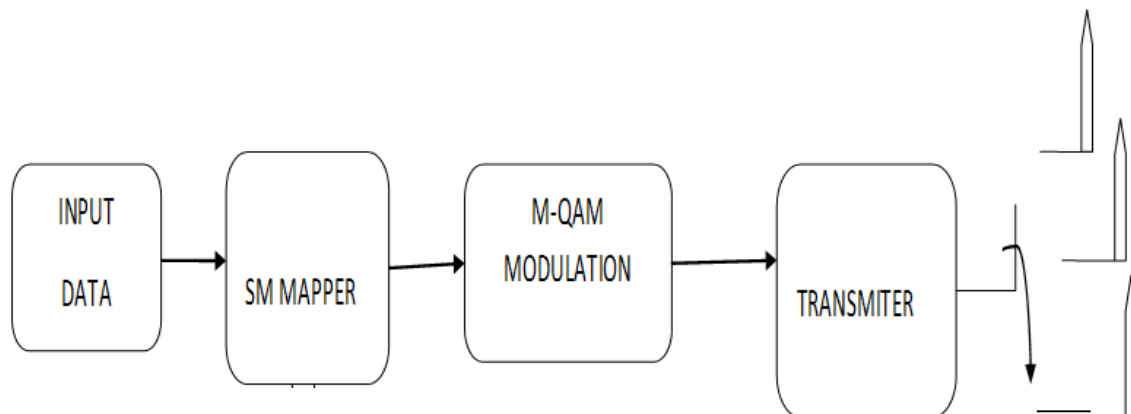 INPUT
DATA
SM MAPPER
M-QAM
MODULATION
TRANSMITER